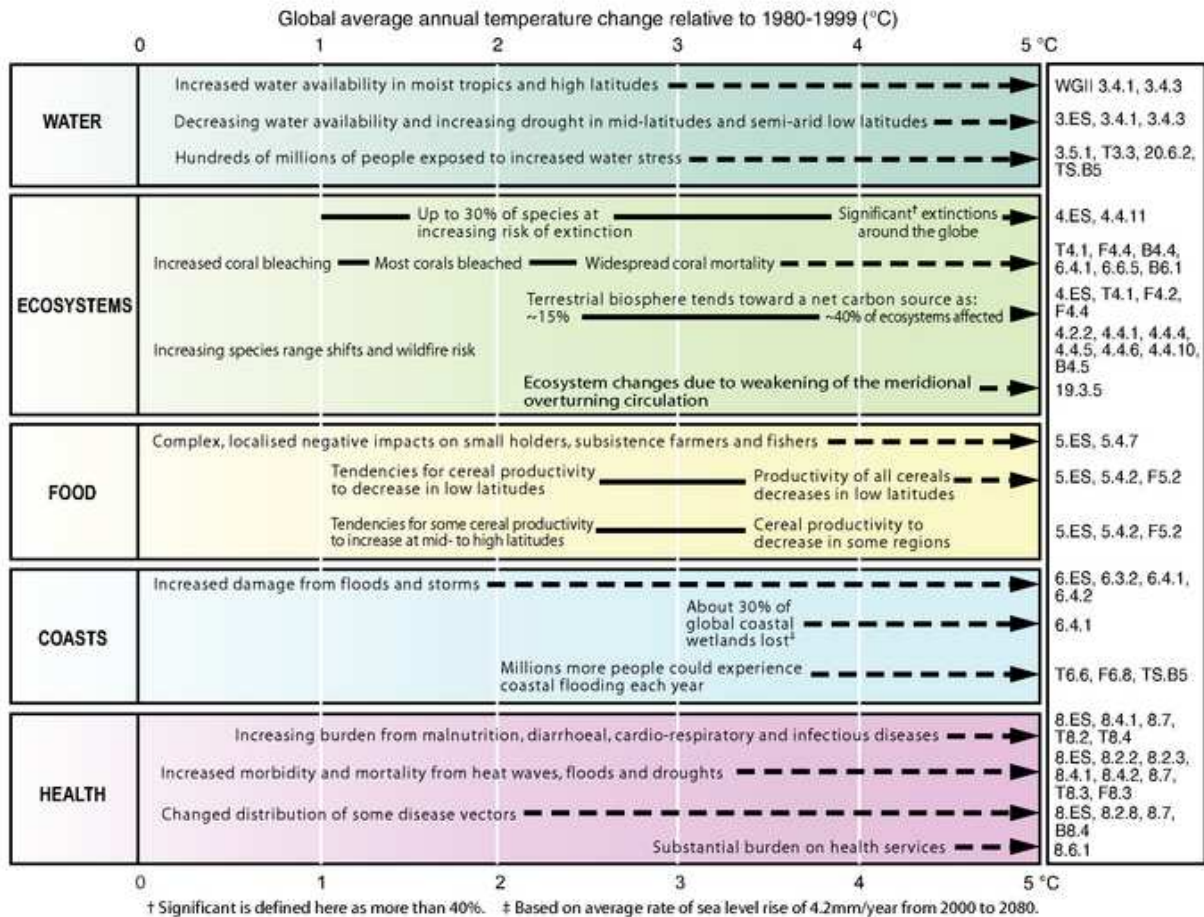 Global average annual temperature change relative to 1980-1999 (°C)
0 1 2 3 4 5 °C
WATER
Increased water availability in moist tropics and high latitudes
WGII 3.4.1, 3.4.3
Decreasing water availability and increasing drought in mid-latitudes and semi-arid low latitudes
3.ES, 3.4.1, 3.4.3
Hundreds of millions of people exposed to increased water stress
3.5.1, T3.3, 20.6.2,
TS.B5
ECOSYSTEMS
Up to 30% of species at
increasing risk of extinction
Significant† extinctions
around the globe
4.ES, 4.4.11
Increased coral bleaching Most corals bleached Widespread coral mortality
T4.1, F4.4, B4.4,
6.4.1, 6.6.5, B6.1
Terrestrial biosphere tends toward a net carbon source as:
~15% ~40% of ecosystems affected
4.ES, T4.1, F4.2,
F4.4
Increasing species range shifts and wildfire risk
4.2.2, 4.4.1, 4.4.4,
4.4.5, 4.4.6, 4.4.10,
B4.5
Ecosystem changes due to weakening of the meridional
overturning circulation
19.3.5
FOOD
Complex, localised negative impacts on small holders, subsistence farmers and fishers
5.ES, 5.4.7
Tendencies for cereal productivity
to decrease in low latitudes
Productivity of all cereals
decreases in low latitudes
5.ES, 5.4.2, F5.2
Tendencies for some cereal productivity
to increase at mid- to high latitudes
Cereal productivity to
decrease in some regions
5.ES, 5.4.2, F5.2
COASTS
Increased damage from floods and storms
6.ES, 6.3.2, 6.4.1,
6.4.2
About 30% of
global coastal
wetlands lost‡
6.4.1
Millions more people could experience
coastal flooding each year
T6.6, F6.8, TS.B5
HEALTH
Increasing burden from malnutrition, diarrhoeal, cardio-respiratory and infectious diseases
8.ES, 8.4.1, 8.7,
T8.2, T8.4
Increased morbidity and mortality from heat waves, floods and droughts
8.ES, 8.2.2, 8.2.3,
8.4.1, 8.4.2, 8.7,
T8.3, F8.3
Changed distribution of some disease vectors
8.ES, 8.2.8, 8.7,
B8.4
Substantial burden on health services
8.6.1
0 1 2 3 4 5 °C
† Significant is defined here as more than 40%. ‡ Based on average rate of sea level rise of 4.2mm/year from 2000 to 2080.